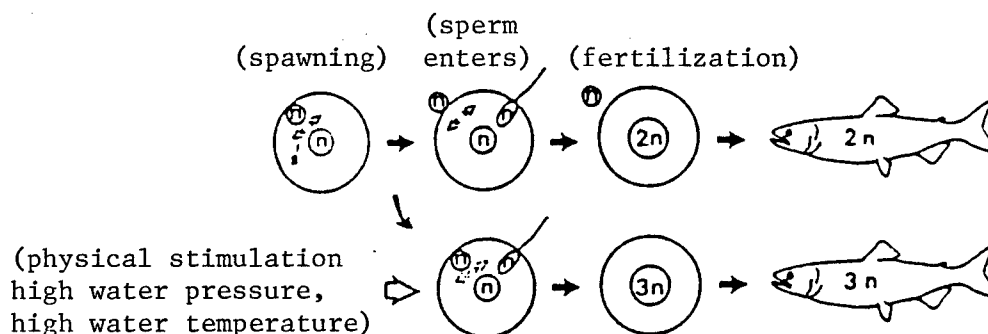 (spawning)
(sperm
enters)
(fertilization)
n
n
n
n
n
n
2n
2n
(physical stimulation
high water pressure,
high water temperature)
n
n
n
3n
3n